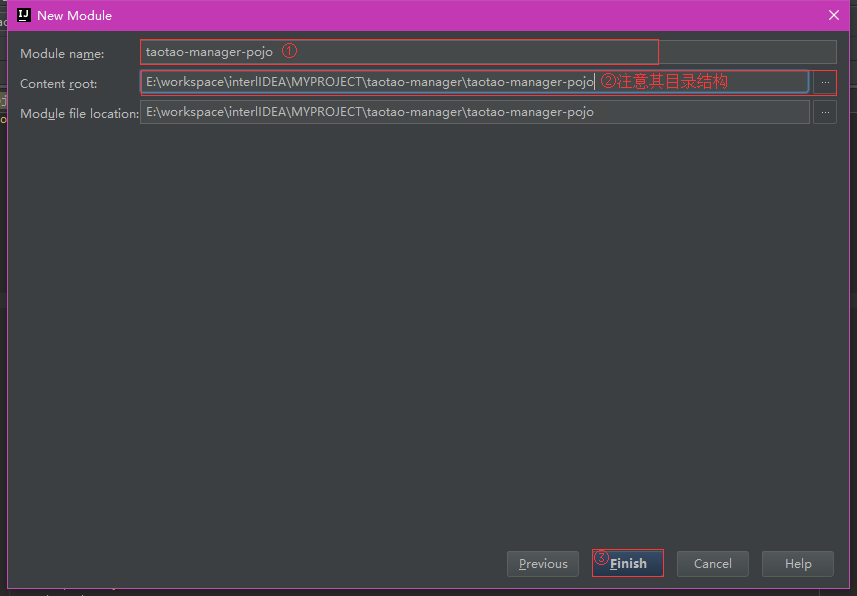 IJ New Module
Module name: taotao-manager-pojo ①
Content root: E:\workspace\interlIDEA\MYPROJECT\taotao-manager\taotao-manager-pojo ②注意其目录结构 ...
Module file location: E:\workspace\interlIDEA\MYPROJECT\taotao-manager\taotao-manager-pojo ...
Previous ③ Finish Cancel Help